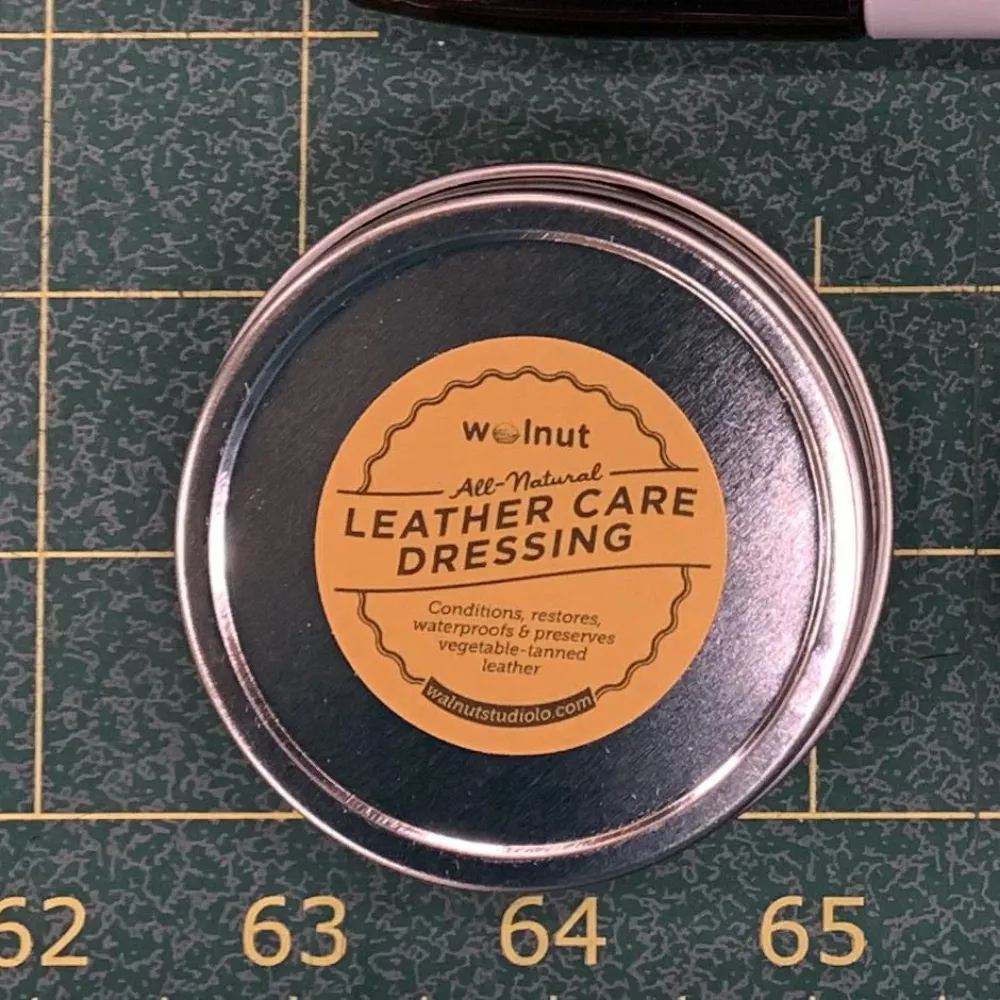 walnut
All-Natural
LEATHER CARE
DRESSING
Conditions, restores,
waterproofs & preserves
vegetable-tanned
leather
walnutstudiolo.com
62 63 64 65